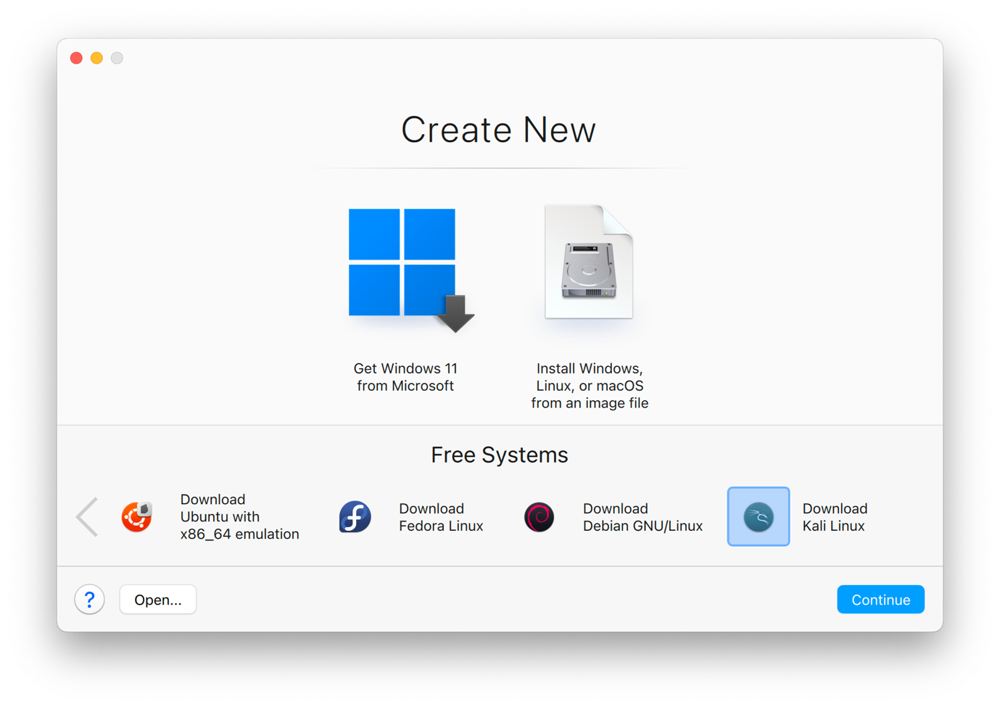 Create New
Get Windows 11
from Microsoft
Install Windows,
Linux, or macOS
from an image file
Free Systems
Download
Ubuntu with
x86_64 emulation
Download
Fedora Linux
Download
Debian GNU/Linux
Download
Kali Linux
?
Open...
Continue